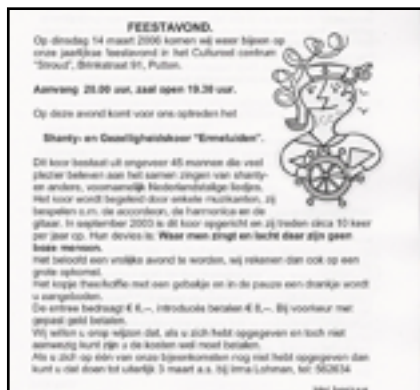 FEESTAVOND.
Op dinsdag 14 maart 2006 komen wij weer bijeen op
onze jaarlijkse feestavond in het Cultureel centrum
"Stroud", Brinkstraat 91, Putten.
Aanvang 20.00 uur, zaal open 19.30 uur.
Op deze avond komt voor ons optreden het
Shanty- en Gezelligheidskoor "Ermeluiden".
Dit koor bestaat uit ongeveer 45 mannen die veel
plezier beleven aan het samen zingen van shanty-
en andere, voornamelijk Nederlandstalige liedjes.
Het koor wordt begeleid door enkele muzikanten, zij
bespelen o.m. de accordeon, de harmonica en de
gitaar. In september 2003 is dit koor opgericht en zij treden circa 10 keer
per jaar op. Hun devies is: Waar men zingt en lacht daar zijn geen
boze mensen.
Het belooft een vrolijke avond te worden, wij rekenen dan ook op een
grote opkomst.
Het kopje thee/koffie met een gebakje en in de pauze een drankje wordt
u aangeboden.
De entree bedraagt € 6,--, introducés betalen € 8,--. Bij voorkeur met
gepast geld betalen.
Wij willen u erop wijzen dat, als u zich hebt opgegeven en toch niet
aanwezig kunt zijn u de kosten wel moet betalen.
Als u zich op één van onze bijeenkomsten nog niet hebt opgegeven dan
kunt u dat doen tot uiterlijk 3 maart a.s. bij Irma Lohman, tel: 562634
Het bestuur